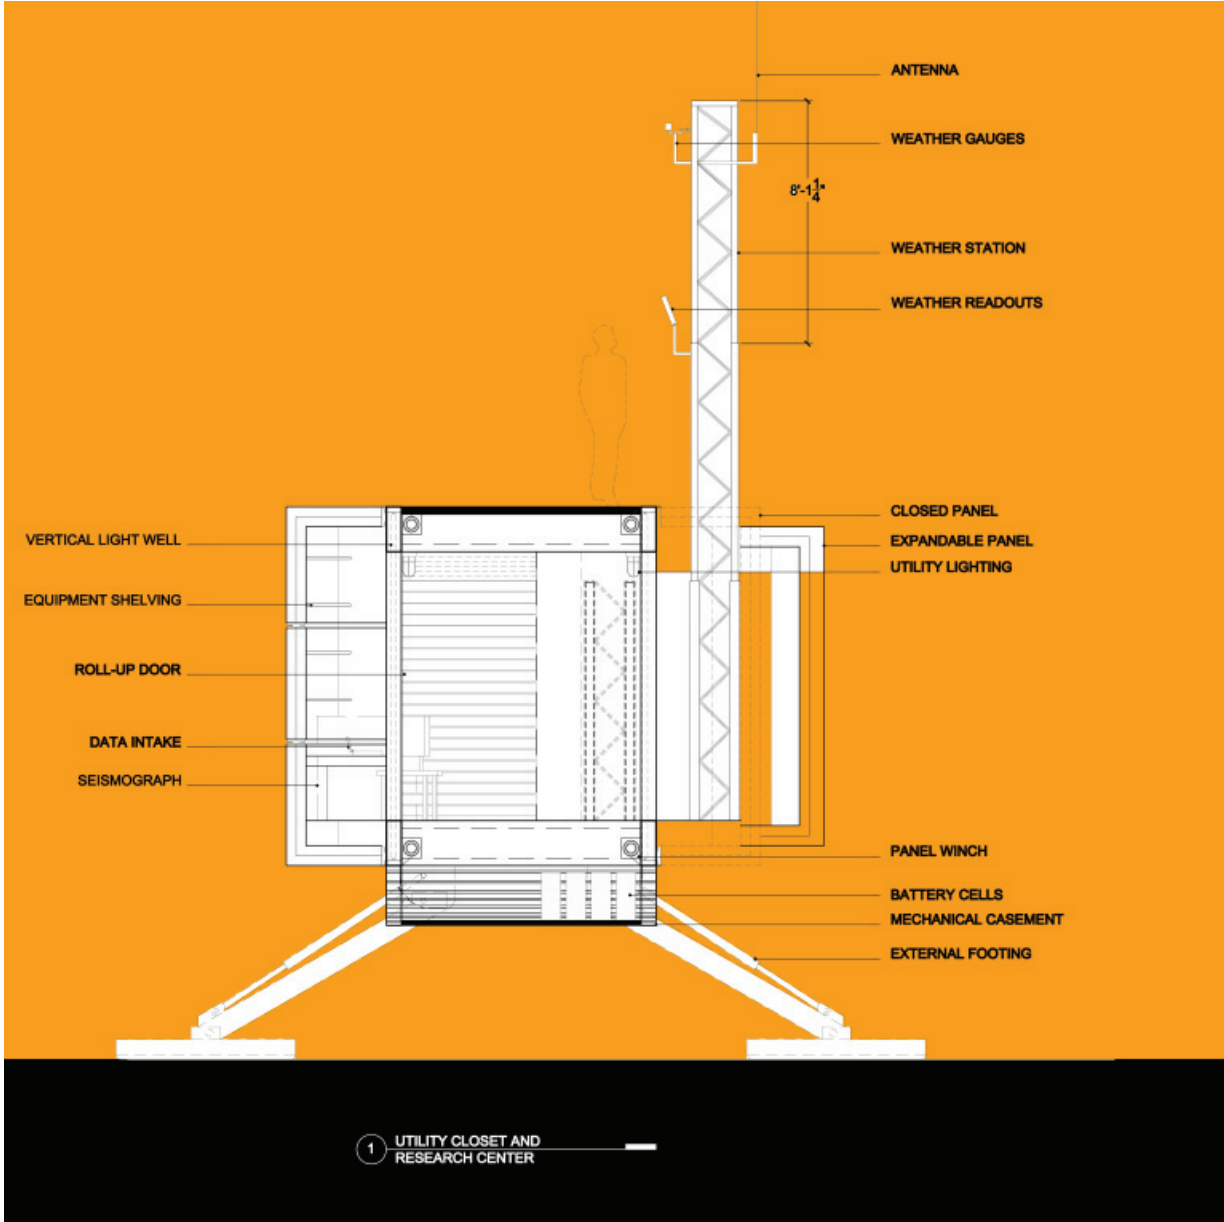 ANTENNA
WEATHER GAUGES
8'-1 1/4"
WEATHER STATION
WEATHER READOUTS
CLOSED PANEL
VERTICAL LIGHT WELL
EXPANDABLE PANEL
UTILITY LIGHTING
EQUIPMENT SHELVING
ROLL-UP DOOR
DATA INTAKE
SEISMOGRAPH
PANEL WINCH
BATTERY CELLS
MECHANICAL CASEMENT
EXTERNAL FOOTING
1 UTILITY CLOSET AND
RESEARCH CENTER